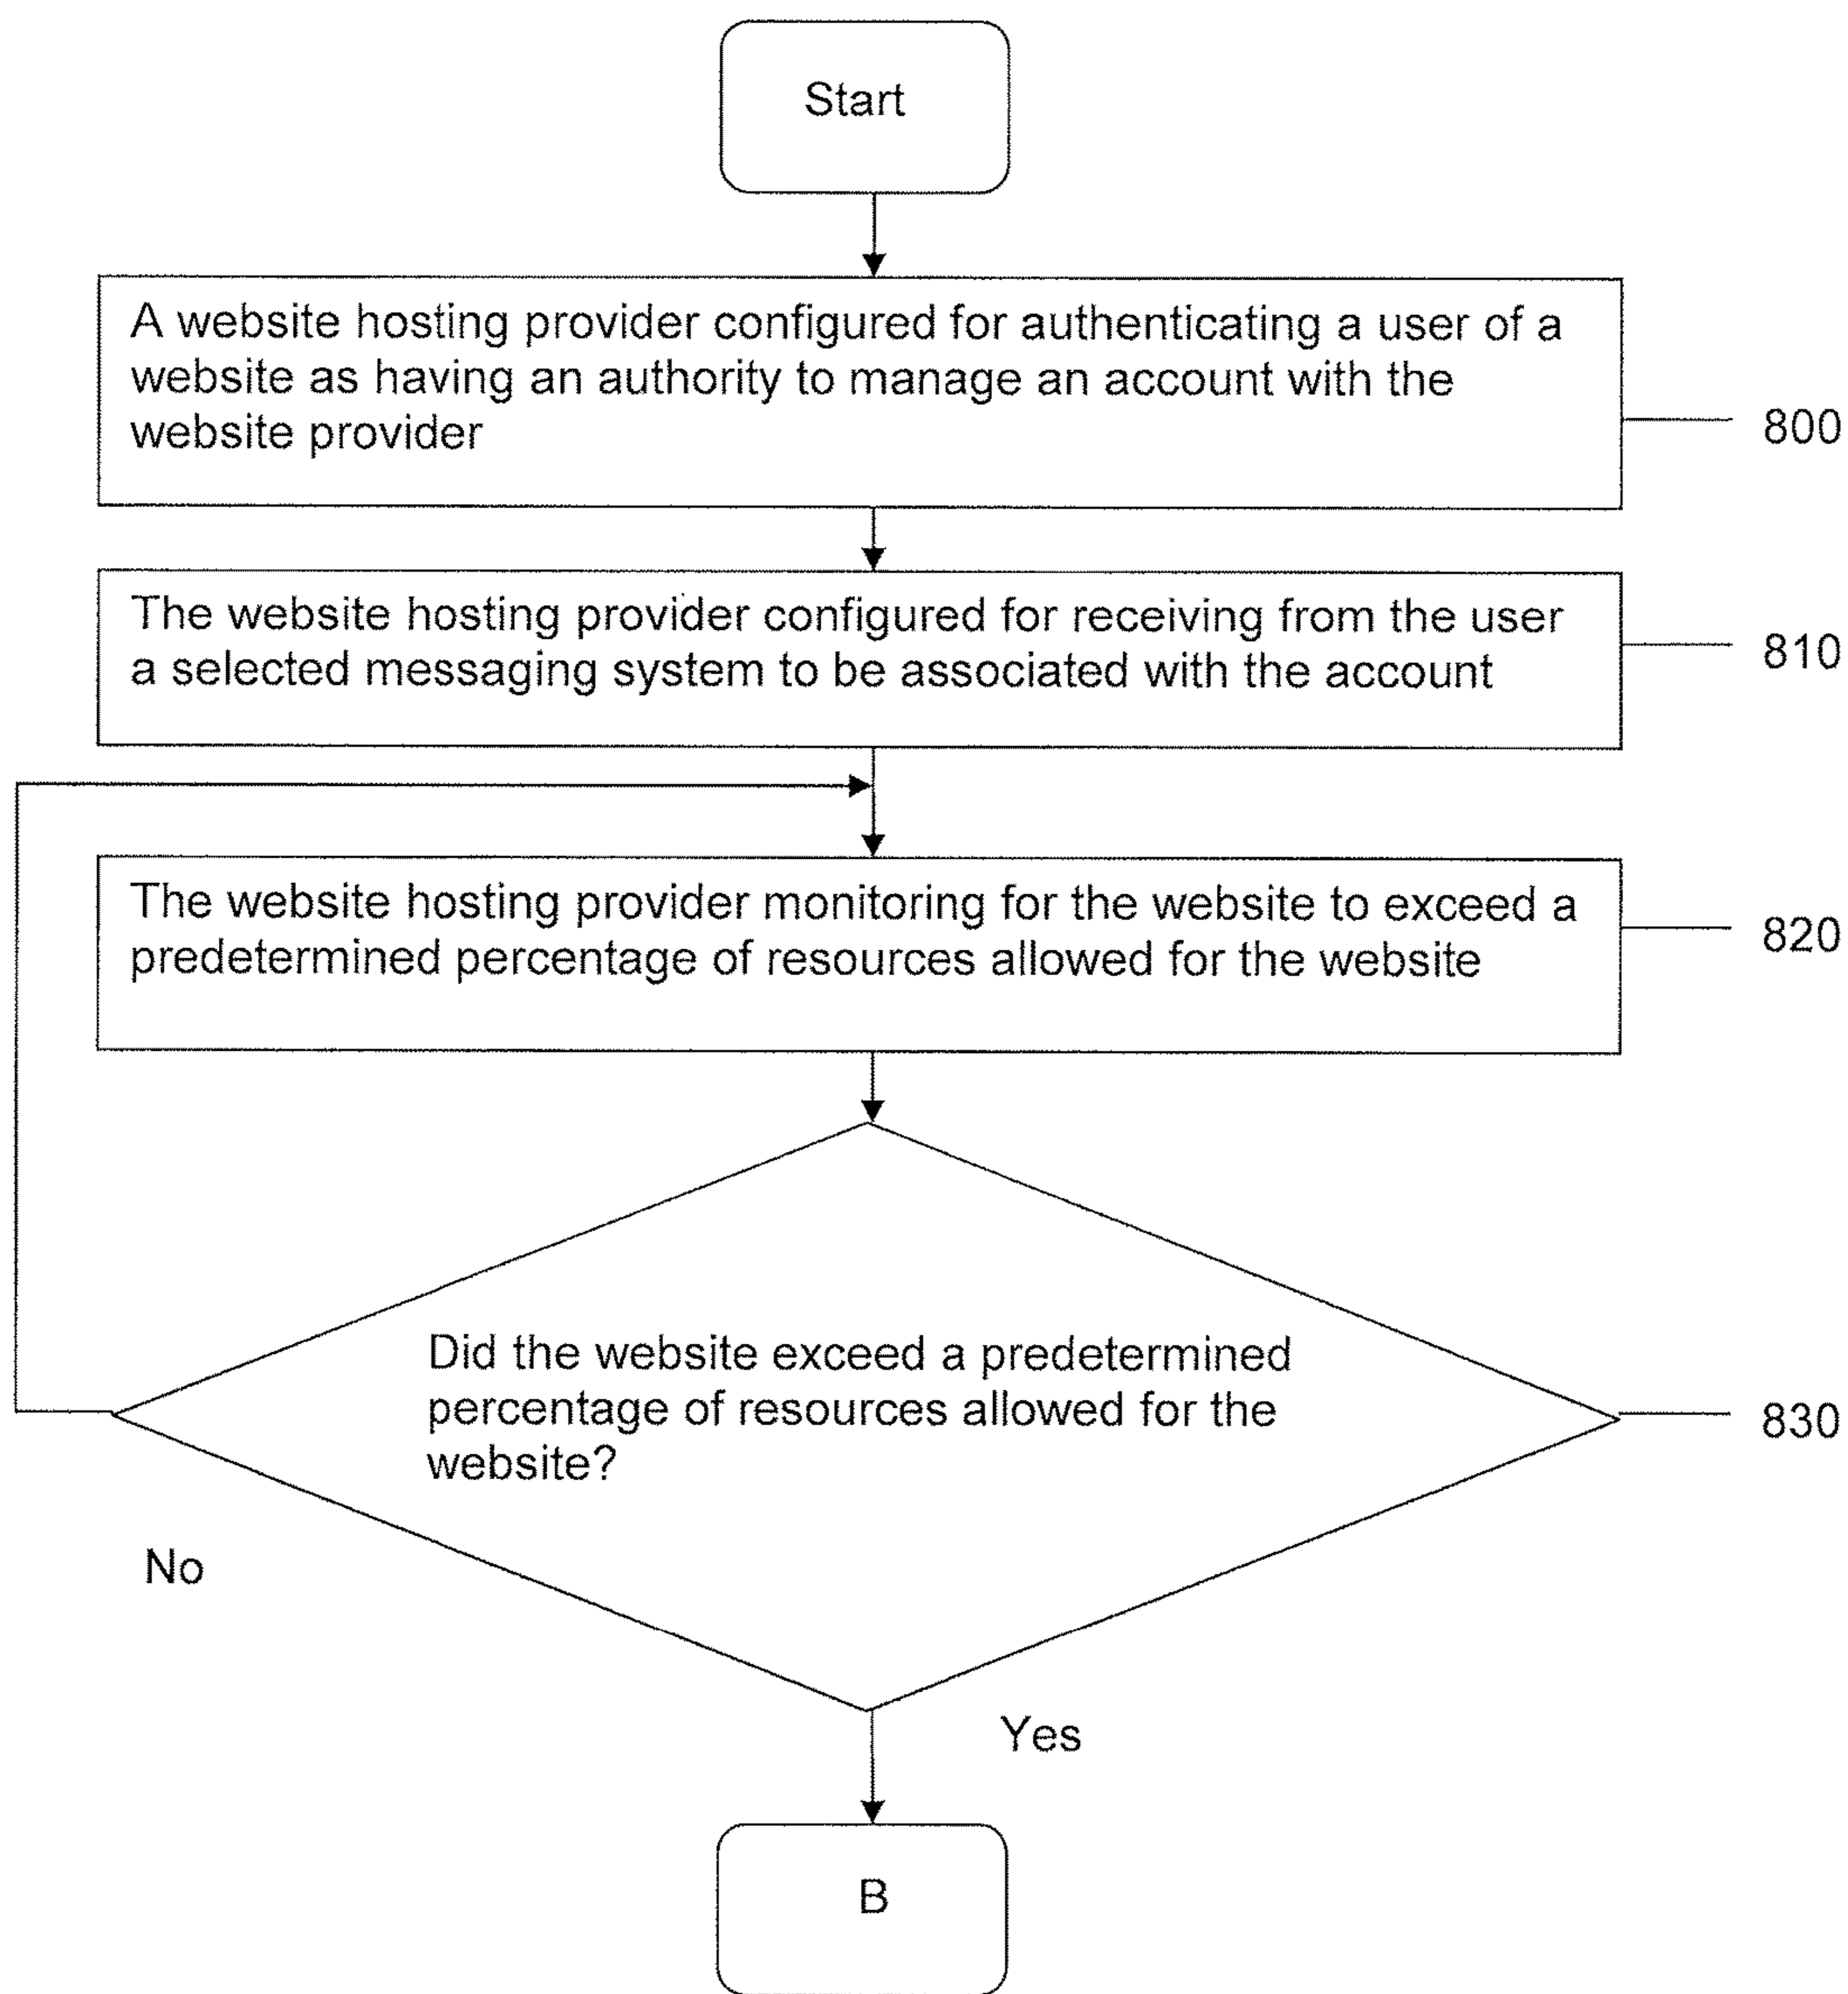 Start
A website hosting provider configured for authenticating a user of a
website as having an authority to manage an account with the
website provider
800
The website hosting provider configured for receiving from the user
a selected messaging system to be associated with the account
810
The website hosting provider monitoring for the website to exceed a
predetermined percentage of resources allowed for the website
820
Did the website exceed a predetermined
percentage of resources allowed for the
website?
830
No
Yes
B